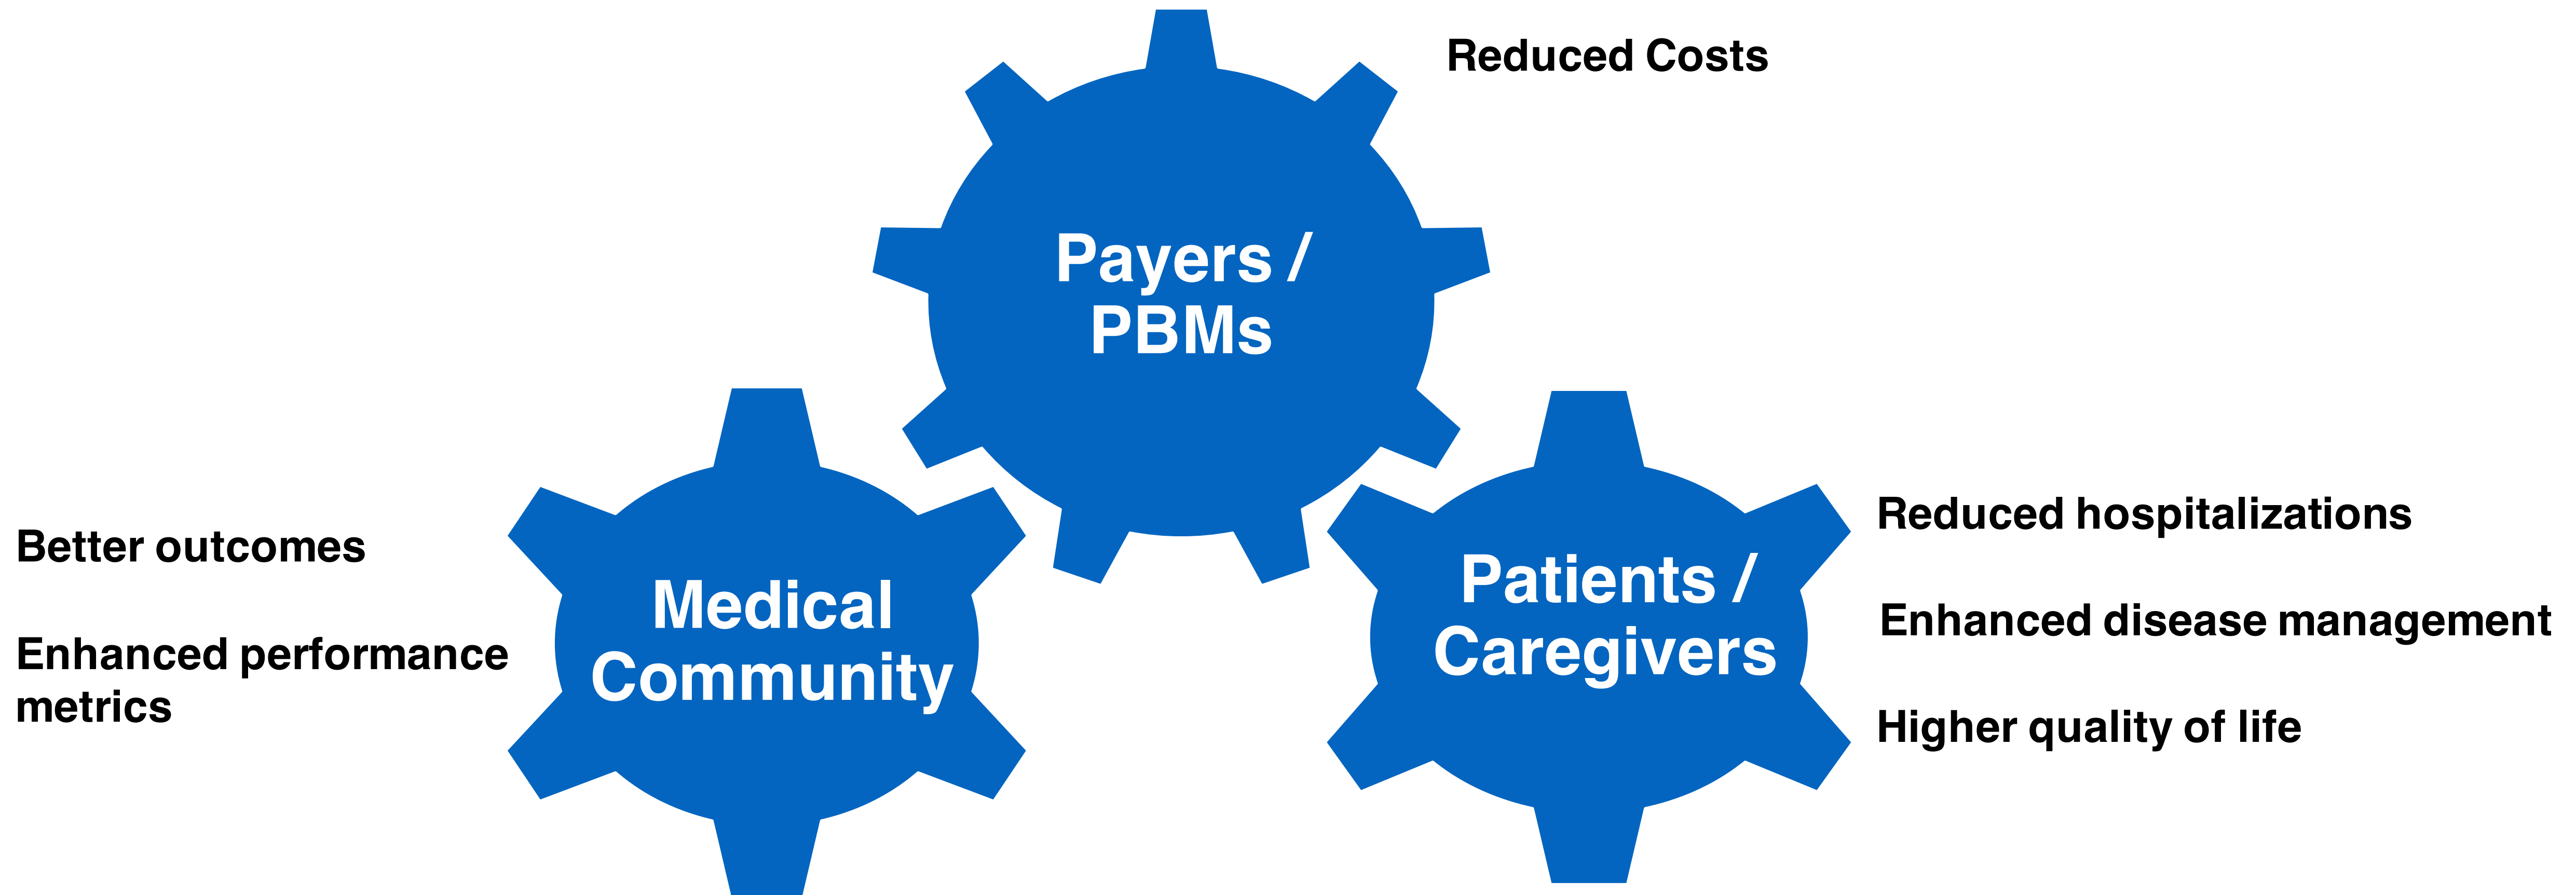 Reduced Costs
Payers /
PBMs
Better outcomes
Enhanced performance
metrics
Medical
Community
Patients /
Caregivers
Reduced hospitalizations
Enhanced disease management
Higher quality of life